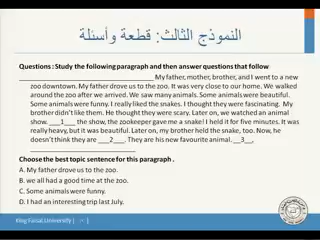 النموذج الثالث: قطعة وأسئلة
Questions : Study the following paragraph and then answer questions that follow
______________________ My father, mother, brother, and I went to a new
zoo downtown. My father drove us to the zoo. It was very close to our home. We walked
around the zoo after we arrived. We saw many animals. Some animals were beautiful.
Some animals were funny. I really liked the snakes. I thought they were fascinating. My
brother didn't like them. He thought they were scary. Later on, we watched an animal
show. ___1___ the show, the zookeeper gave me a snake! I held it for five minutes. It was
really heavy, but it was beautiful. Later on, my brother held the snake, too. Now, he
doesn't think they are ___2___. They are his new favourite animal. __3__,
______________________
Choose the best topic sentence for this paragraph .
A. My father drove us to the zoo.
B. we all had a good time at the zoo.
C. Some animals were funny.
D. I had an interesting trip last July.
King Faisal University [ ]